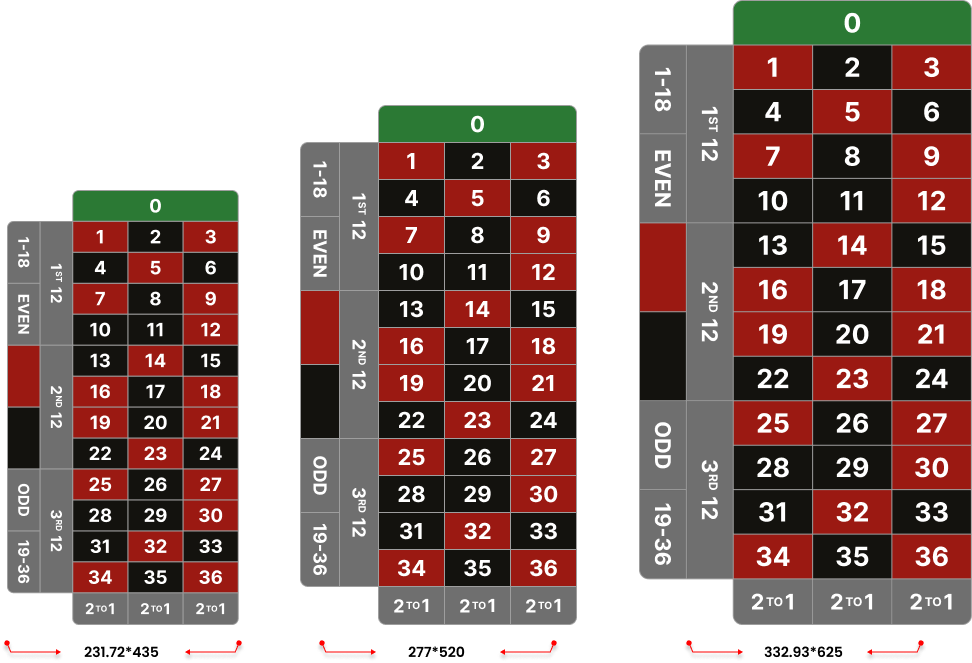 0
1-18
EVEN
ODD
19-36
1ST 12
2ND 12
3RD 12
1 2 3
4 5 6
7 8 9
10 11 12
13 14 15
16 17 18
19 20 21
22 23 24
25 26 27
28 29 30
31 32 33
34 35 36
2TO1 2TO1 2TO1
231.72*435
0
1-18
EVEN
ODD
19-36
1ST 12
2ND 12
3RD 12
1 2 3
4 5 6
7 8 9
10 11 12
13 14 15
16 17 18
19 20 21
22 23 24
25 26 27
28 29 30
31 32 33
34 35 36
2TO1 2TO1 2TO1
277*520
0
1-18
EVEN
ODD
19-36
1ST 12
2ND 12
3RD 12
1 2 3
4 5 6
7 8 9
10 11 12
13 14 15
16 17 18
19 20 21
22 23 24
25 26 27
28 29 30
31 32 33
34 35 36
2TO1 2TO1 2TO1
332.93*625